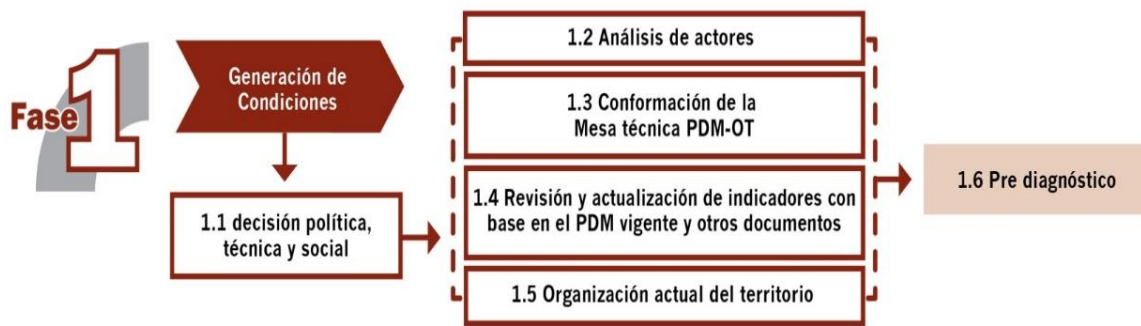 Fase 1
Generación de
Condiciones
1.1 decisión política,
técnica y social
1.2 Análisis de actores
1.3 Conformación de la
Mesa técnica PDM-OT
1.4 Revisión y actualización de indicadores con
base en el PDM vigente y otros documentos
1.5 Organización actual del territorio
1.6 Pre diagnóstico